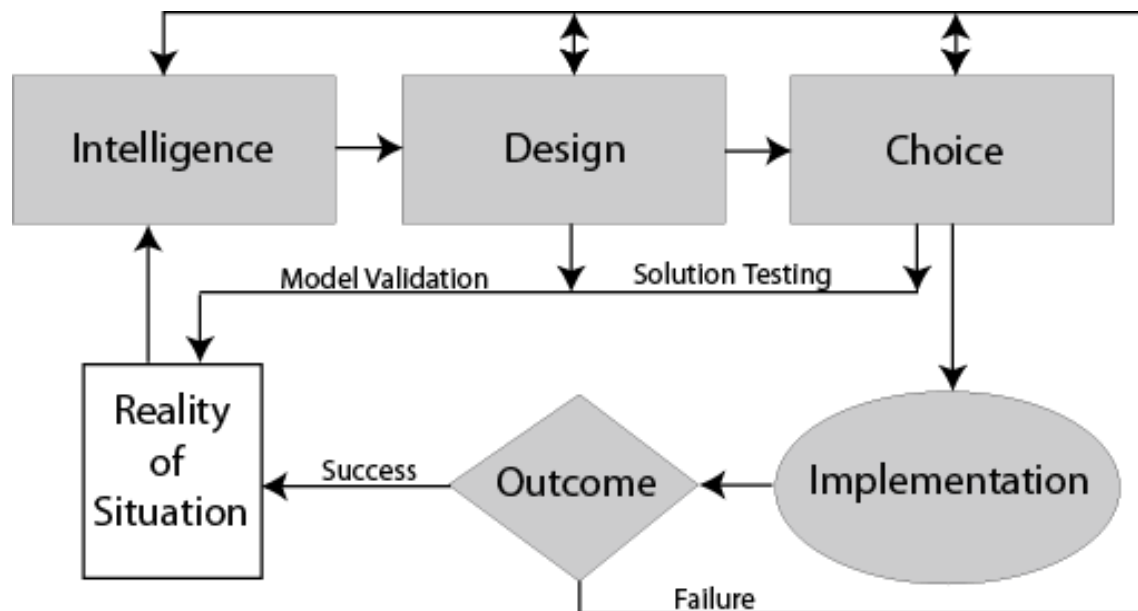 Intelligence
Design
Choice
Model Validation
Solution Testing
Reality
of
Situation
Success
Outcome
Implementation
Failure